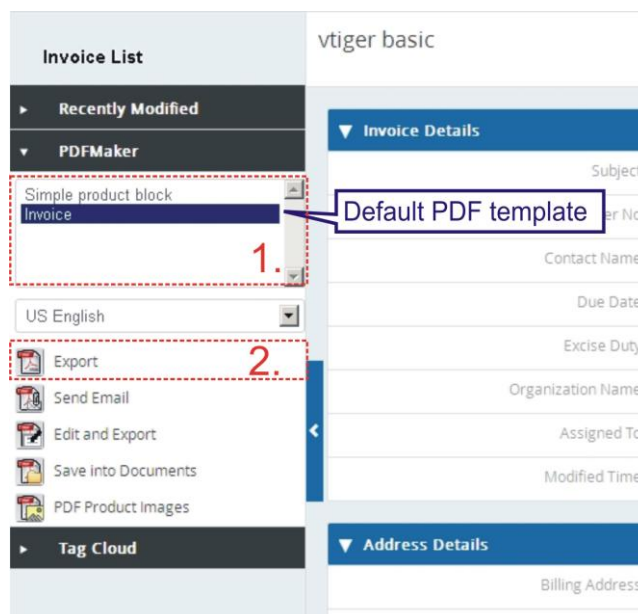 Invoice List
Recently Modified
PDFMaker
Simple product block
Invoice
1.
US English
2.
Export
Send Email
Edit and Export
Save into Documents
PDF Product Images
Tag Cloud
vtiger basic
Invoice Details
Subject
Default PDF template
No
Contact Name
Due Date
Excise Duty
Organization Name
Assigned To
Modified Time
Address Details
Billing Address